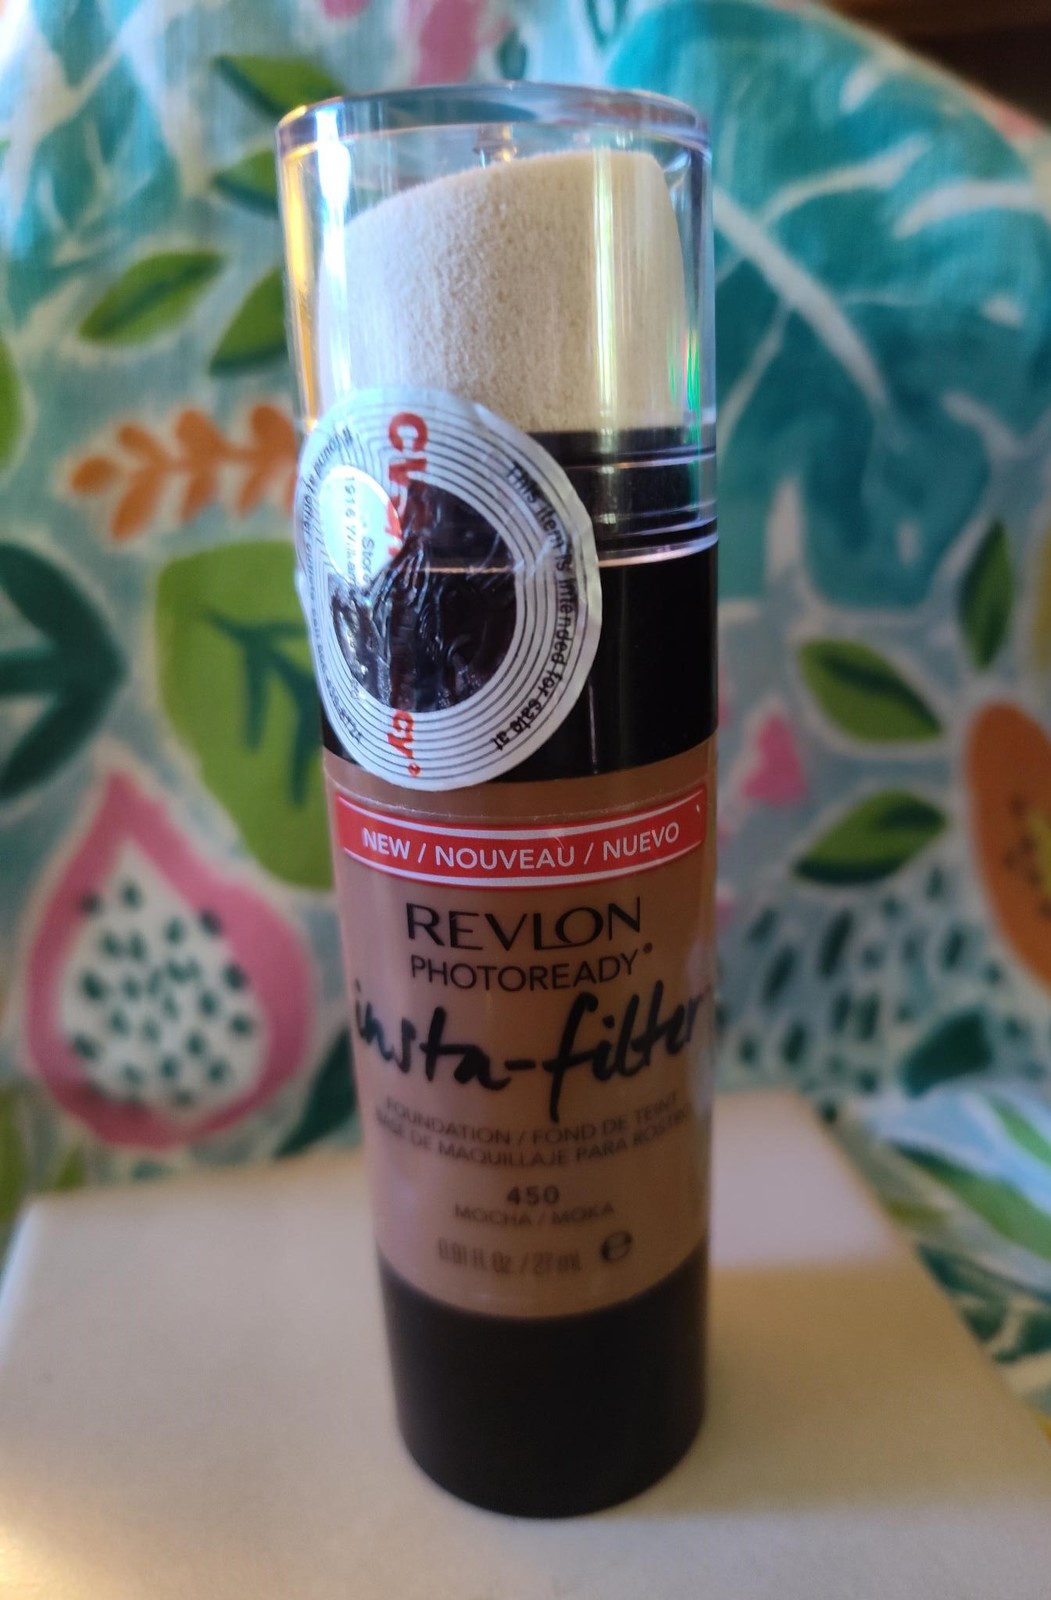 This item is intended for sale at
NEW / NOUVEAU / NUEVO
REVLON
PHOTOREADY®
insta-filter
FOUNDATION / FOND DE TEINT
BASE DE MAQUILLAJE PARA ROSTRO
450
MOCHA / MOKA
0.91 fl. Oz. / 27 mL e